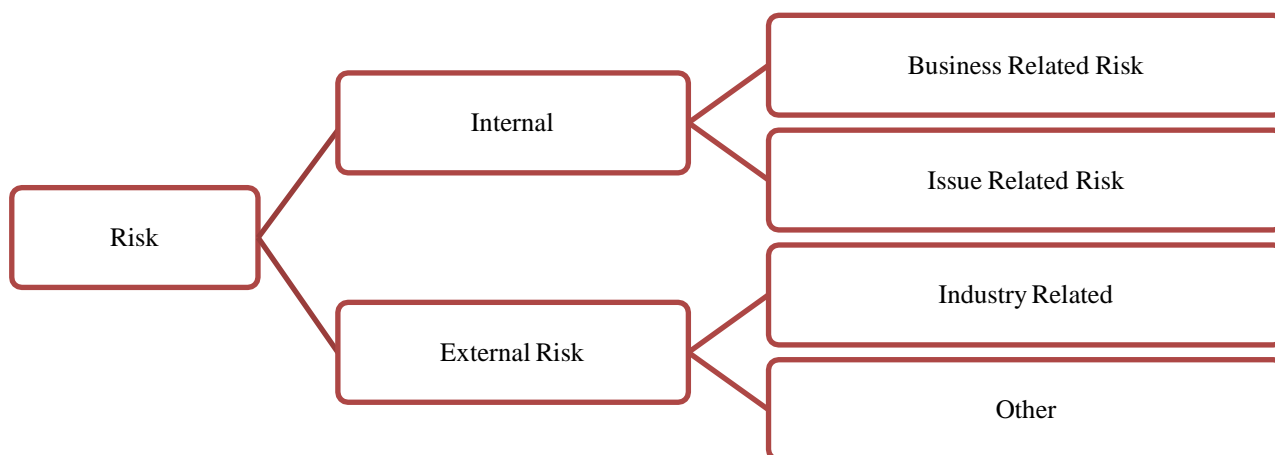 Risk
Internal
Business Related Risk
Issue Related Risk
External Risk
Industry Related
Other